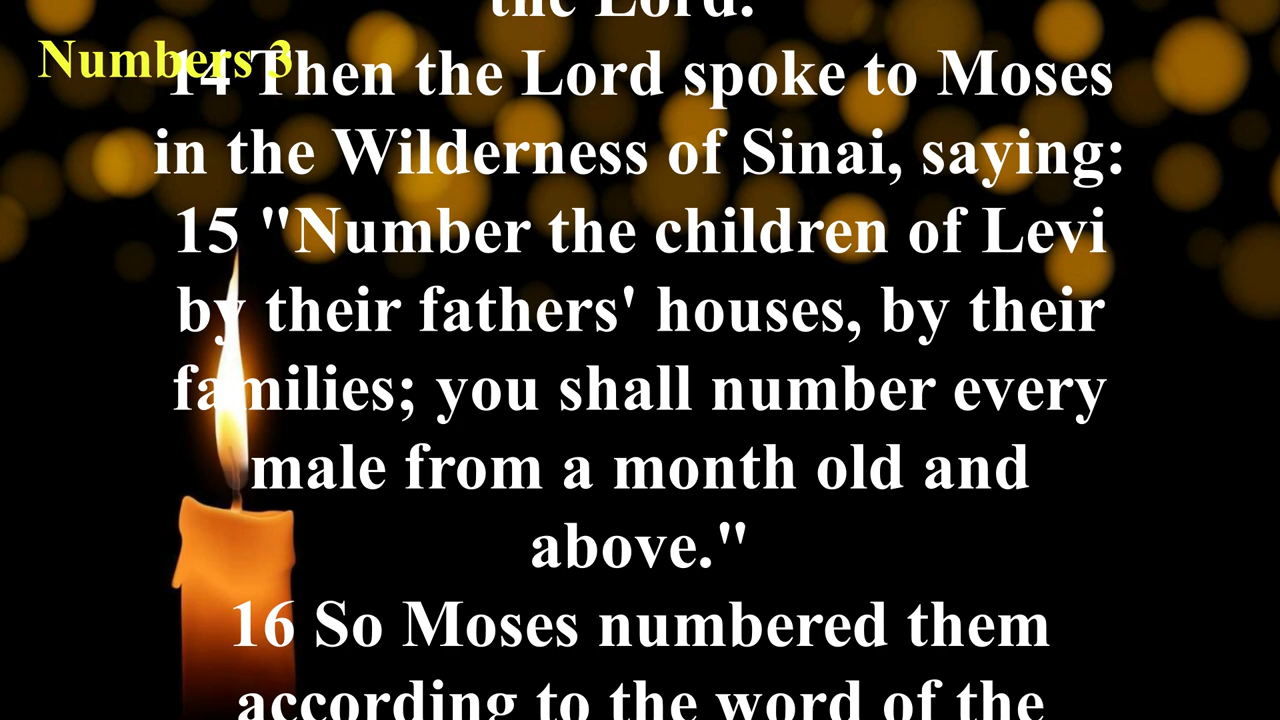 the Lord.
Numbers 3
14 Then the Lord spoke to Moses
in the Wilderness of Sinai, saying:
15 "Number the children of Levi
by their fathers' houses, by their
families; you shall number every
male from a month old and
above."
16 So Moses numbered them
according to the word of the